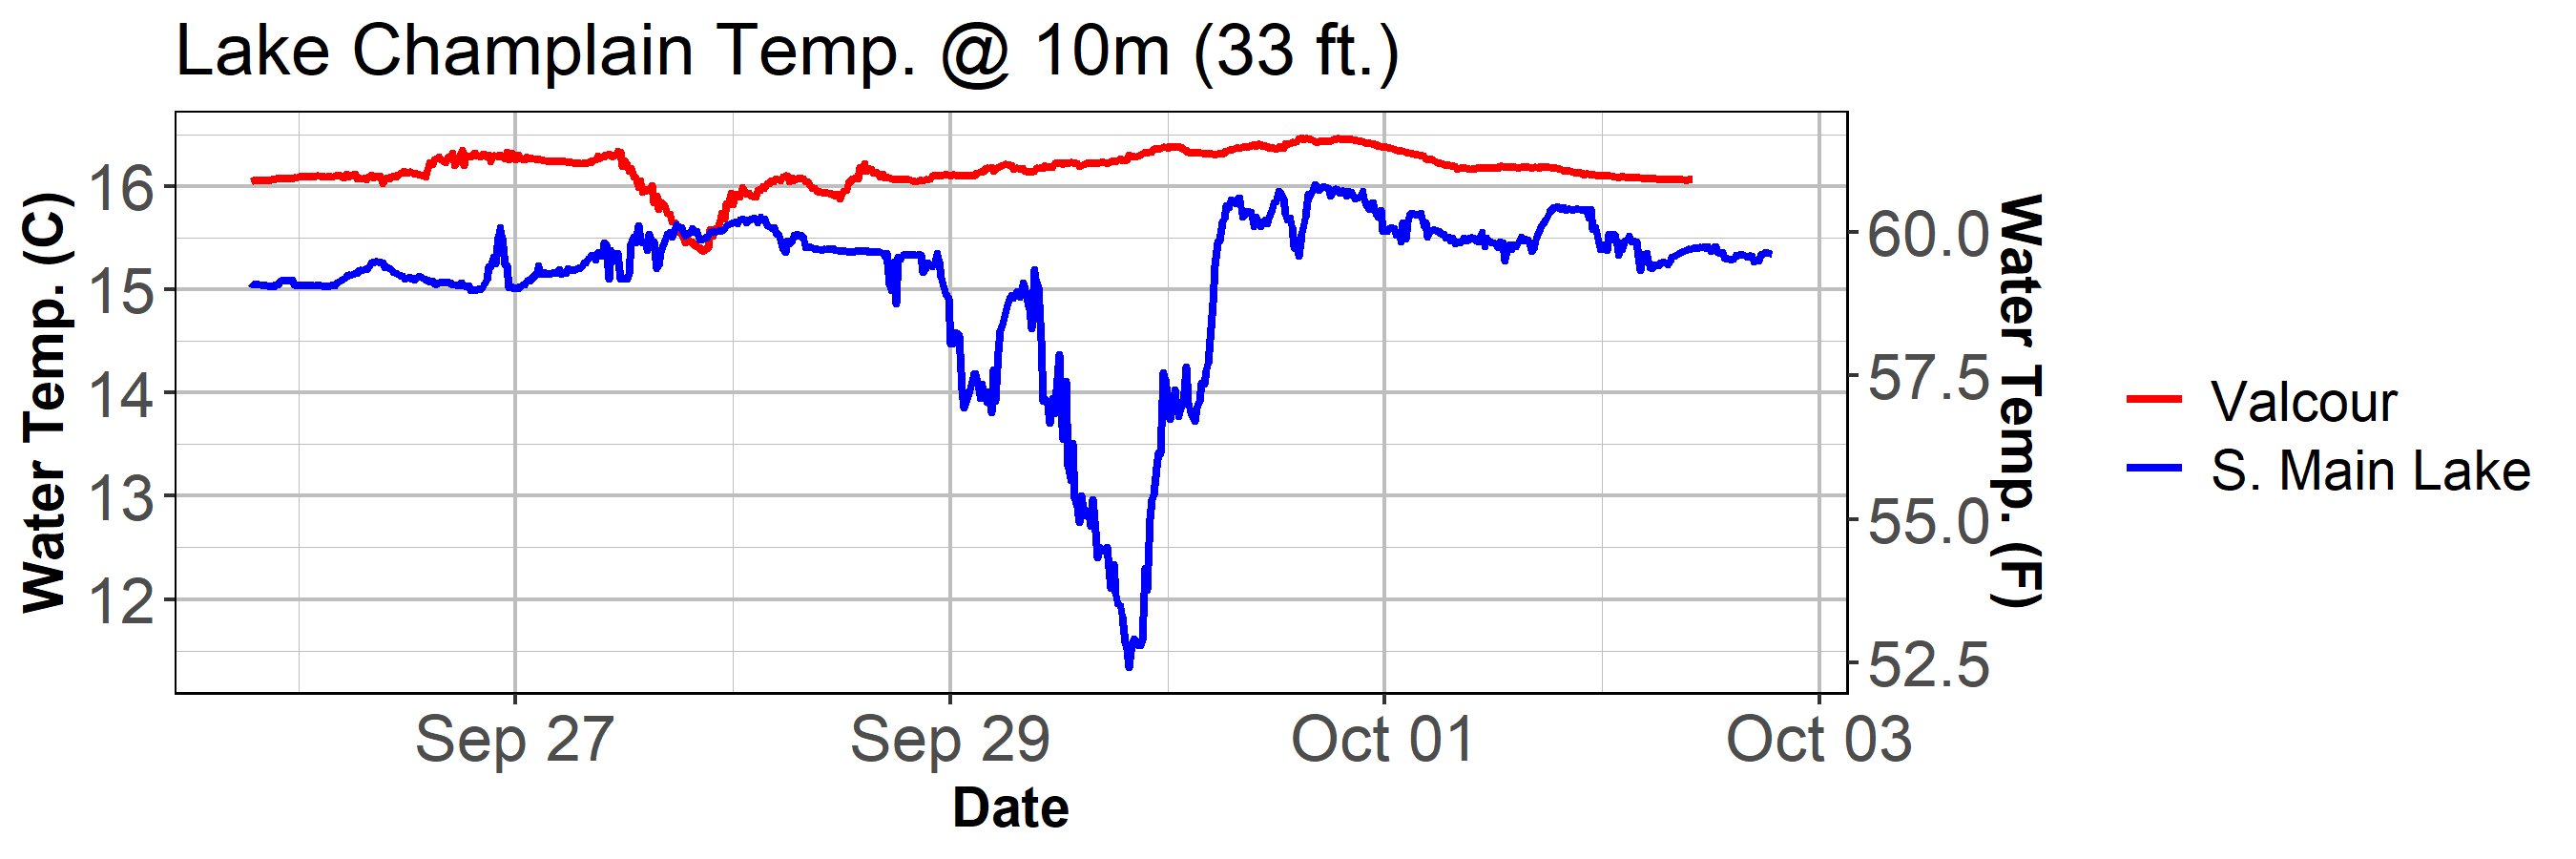 Lake Champlain Temp. @ 10m (33 ft.)
Water Temp. (C)
16
15
14
13
12
60.0
57.5
55.0
52.5
Water Temp. (F)
Sep 27
Sep 29
Oct 01
Oct 03
Date
Valcour
S. Main Lake